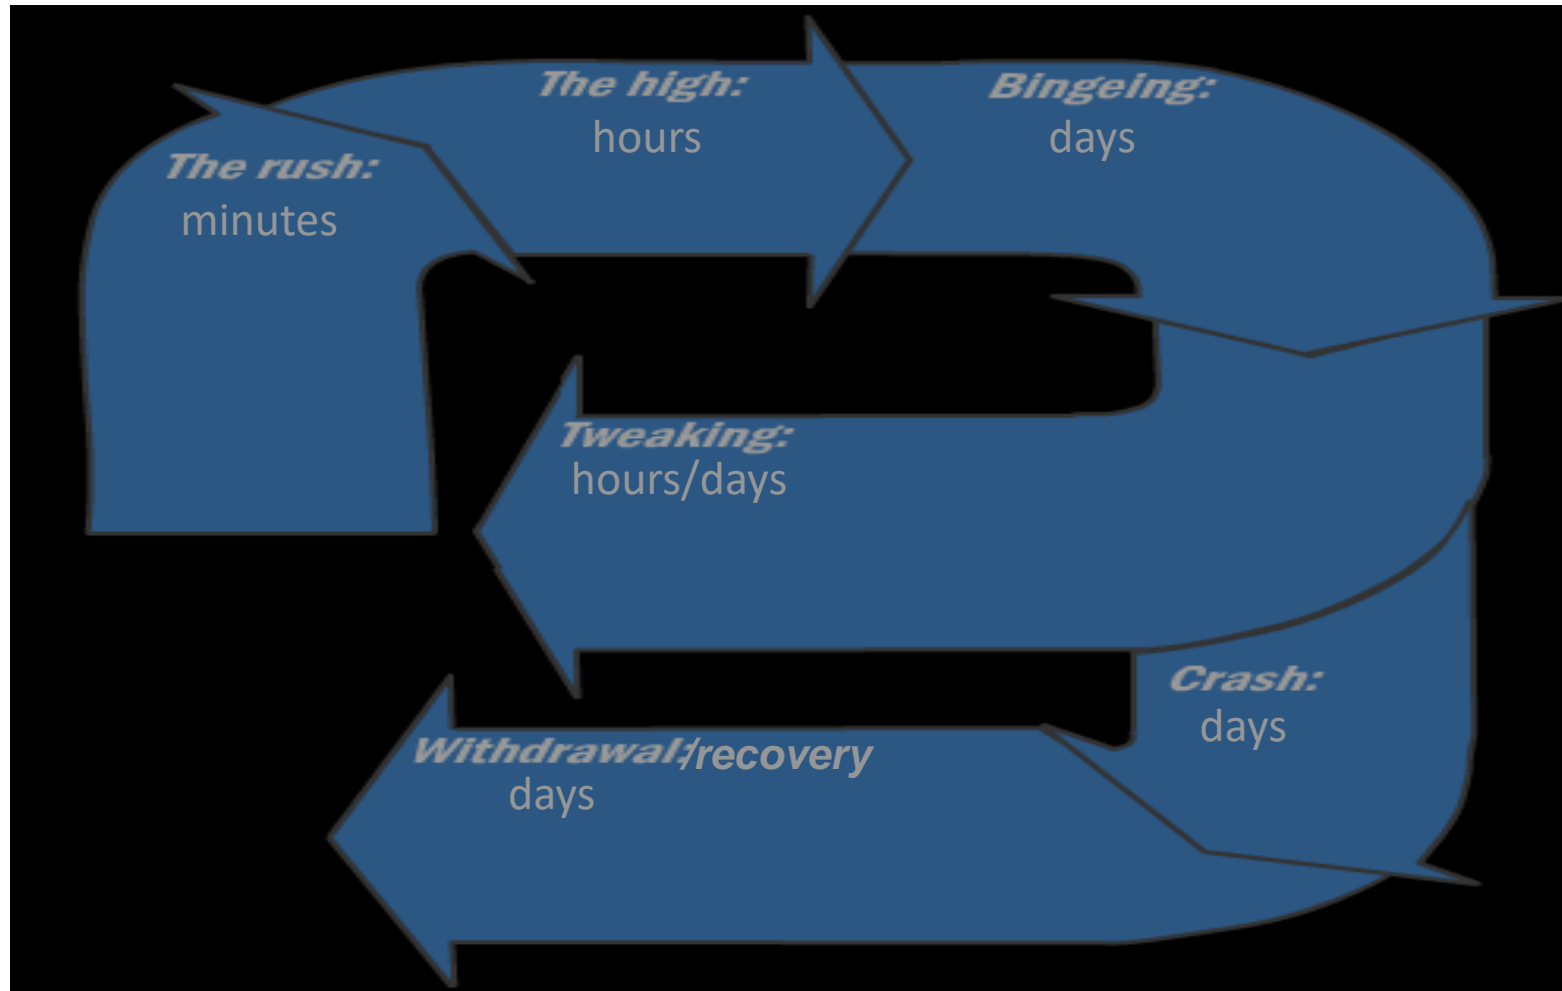 The rush:
minutes
The high:
hours
Bingeing:
days
Tweaking:
hours/days
Crash:
days
Withdrawal:/recovery
days